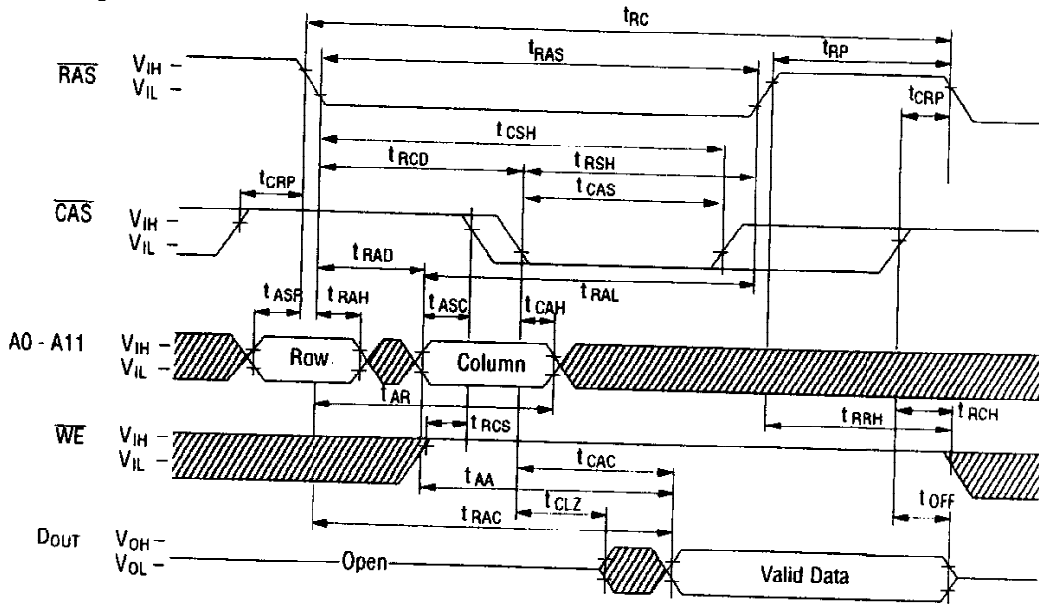 tRC
tRAS
tRP
RAS
VIH
VIL
tCRP
tCSH
tRCD
tRSH
tCRP
tCAS
CAS
VIH
VIL
tRAD
tRAL
tASR
tRAH
tASC
tCAH
A0 - A11
VIH
VIL
Row
Column
tAR
tRCS
tRRH
tRCH
WE
VIH
VIL
tCAC
tAA
tCLZ
tOFF
tRAC
DOUT
VOH
VOL
Open
Valid Data